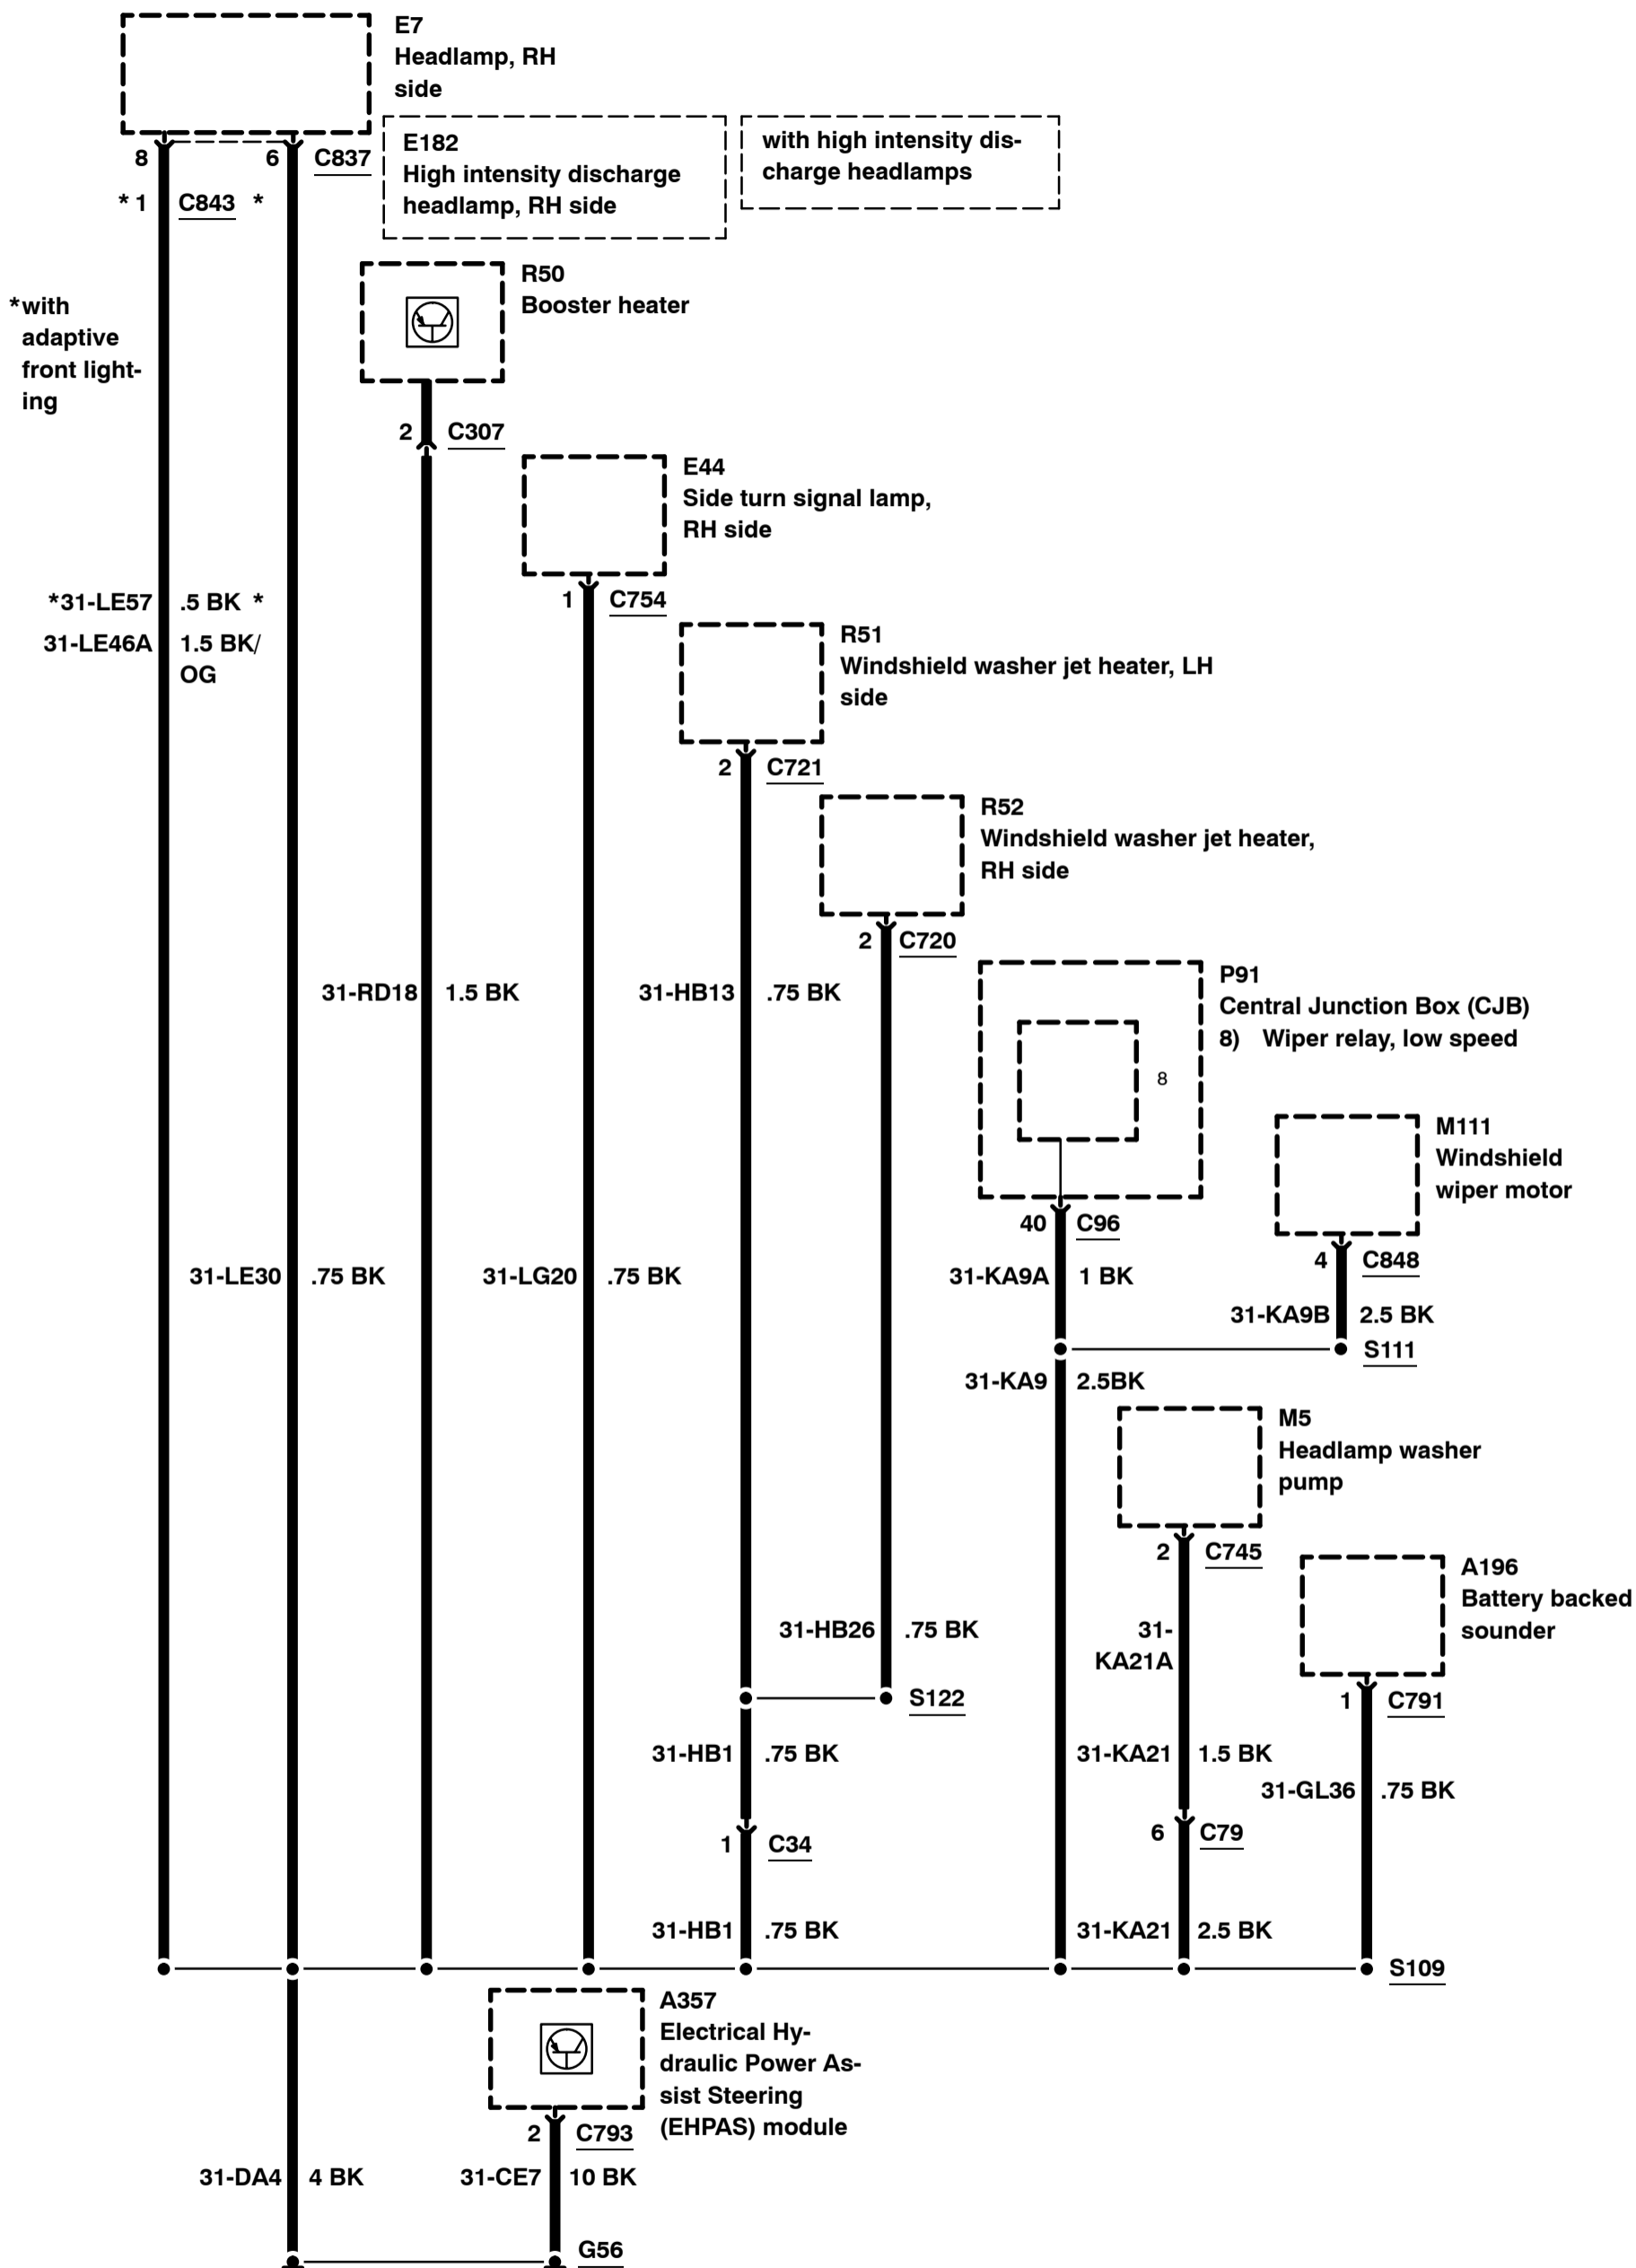 E7
Headlamp, RH
side
8
6
C837
* 1
C843 *
E182
High intensity discharge
headlamp, RH side
with high intensity dis-
charge headlamps
*with
adaptive
front light-
ing
R50
Booster heater
2
C307
E44
Side turn signal lamp,
RH side
1
C754
*31-LE57
.5 BK *
31-LE46A
1.5 BK/
OG
R51
Windshield washer jet heater, LH
side
2
C721
R52
Windshield washer jet heater,
RH side
2
C720
31-RD18
1.5 BK
31-HB13
.75 BK
P91
Central Junction Box (CJB)
8) Wiper relay, low speed
8
M111
Windshield
wiper motor
40
C96
4
C848
31-LE30
.75 BK
31-LG20
.75 BK
31-KA9A
1 BK
31-KA9B
2.5 BK
S111
31-KA9
2.5BK
M5
Headlamp washer
pump
2
C745
A196
Battery backed
sounder
31-HB26
.75 BK
31-
KA21A
S122
1
C791
31-HB1
.75 BK
31-KA21
1.5 BK
31-GL36
.75 BK
1
C34
6
C79
31-HB1
.75 BK
31-KA21
2.5 BK
S109
A357
Electrical Hy-
draulic Power As-
sist Steering
(EHPAS) module
2
C793
31-DA4
4 BK
31-CE7
10 BK
G56